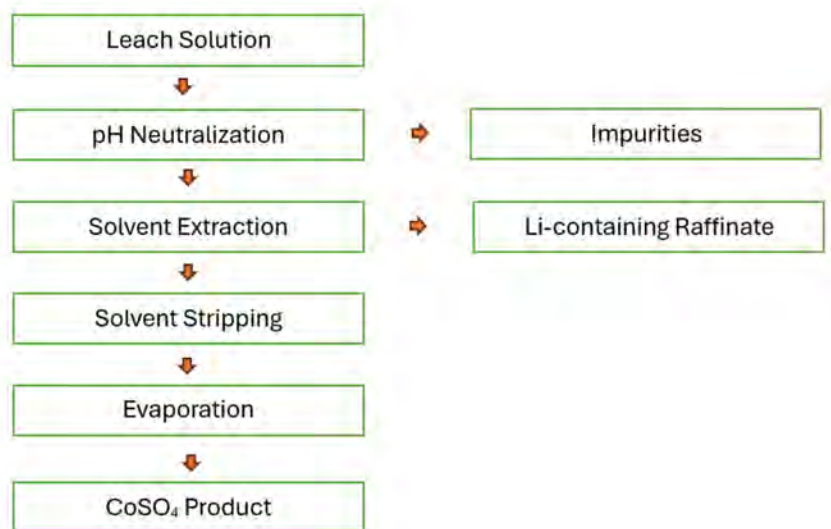 Leach Solution
pH Neutralization
Impurities
Solvent Extraction
Li-containing Raffinate
Solvent Stripping
Evaporation
CoSO₄ Product